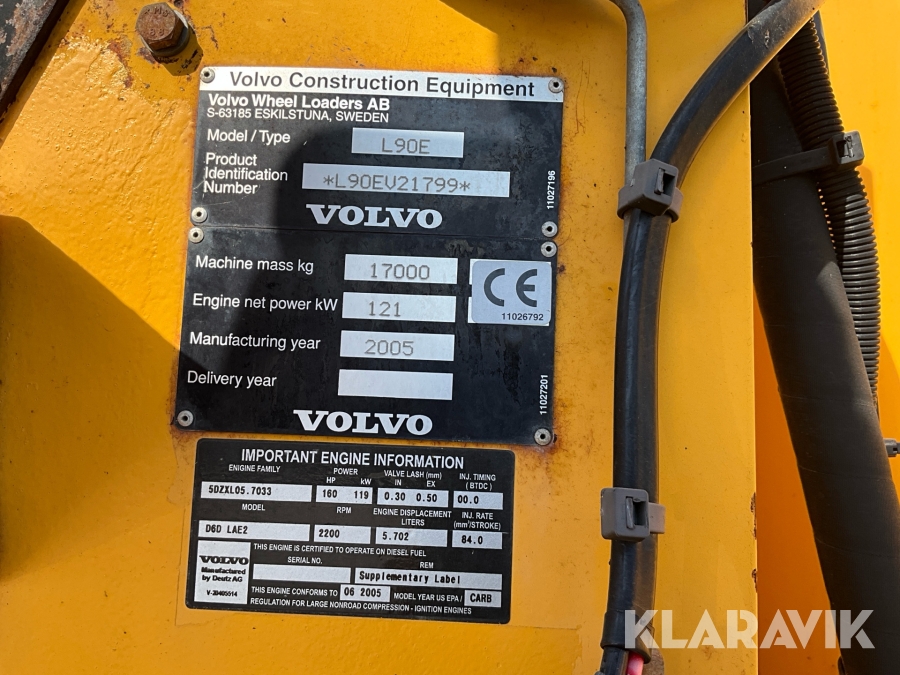 Volvo Construction Equipment
Volvo Wheel Loaders AB
S-63185 ESKILSTUNA, SWEDEN
Model / Type L90E
Product
Identification
Number *L90EV21799*
11027196
VOLVO
Machine mass kg 17000
Engine net power kW 121
CE
11026792
Manufacturing year 2005
Delivery year
11027201
VOLVO
IMPORTANT ENGINE INFORMATION
ENGINE FAMILY POWER VALVE LASH (mm) INJ. TIMING
HP kW IN EX (BTDC)
5DZXL05.7033 160 119 0.30 0.50 00.0
MODEL RPM ENGINE DISPLACEMENT INJ. RATE
LITERS (mm³/STROKE)
D6D LAE2 2200 5.702 84.0
THIS ENGINE IS CERTIFIED TO OPERATE ON DIESEL FUEL
VOLVO SERIAL NO. REM
Manufactured
by Deutz AG Supplementary Label
V-20405514 THIS ENGINE CONFORMS TO 06 2005 MODEL YEAR US EPA / CARB
REGULATION FOR LARGE NONROAD COMPRESSION - IGNITION ENGINES
KLARAVIK